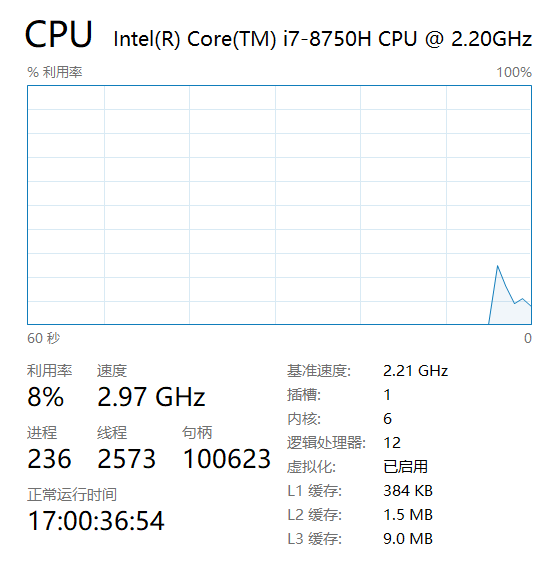 CPU Intel(R) Core(TM) i7-8750H CPU @ 2.20GHz
% 利用率 100%
60 秒 0
利用率 速度
8% 2.97 GHz
进程 线程 句柄
236 2573 100623
正常运行时间
17:00:36:54
基准速度: 2.21 GHz
插槽: 1
内核: 6
逻辑处理器: 12
虚拟化: 已启用
L1 缓存: 384 KB
L2 缓存: 1.5 MB
L3 缓存: 9.0 MB